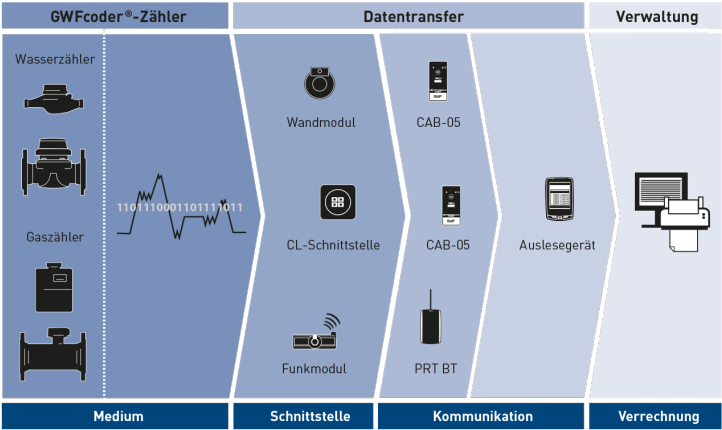 GWFcoder®-Zähler
Datentransfer
Verwaltung
Wasserzähler
Gaszähler
1101110001101111011
Wandmodul
CAB-05
CL-Schnittstelle
CAB-05
Auslesegerät
Funkmodul
PRT BT
Medium
Schnittstelle
Kommunikation
Verrechnung